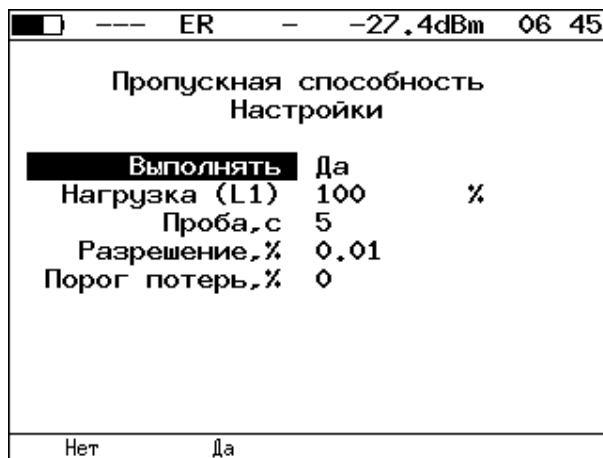 --- ER - -27.4dBm 06 45
Пропускная способность
Настройки
Выполнять Да
Нагрузка (L1) 100 %
Проба,с 5
Разрешение,% 0.01
Порог потерь,% 0
Нет Да